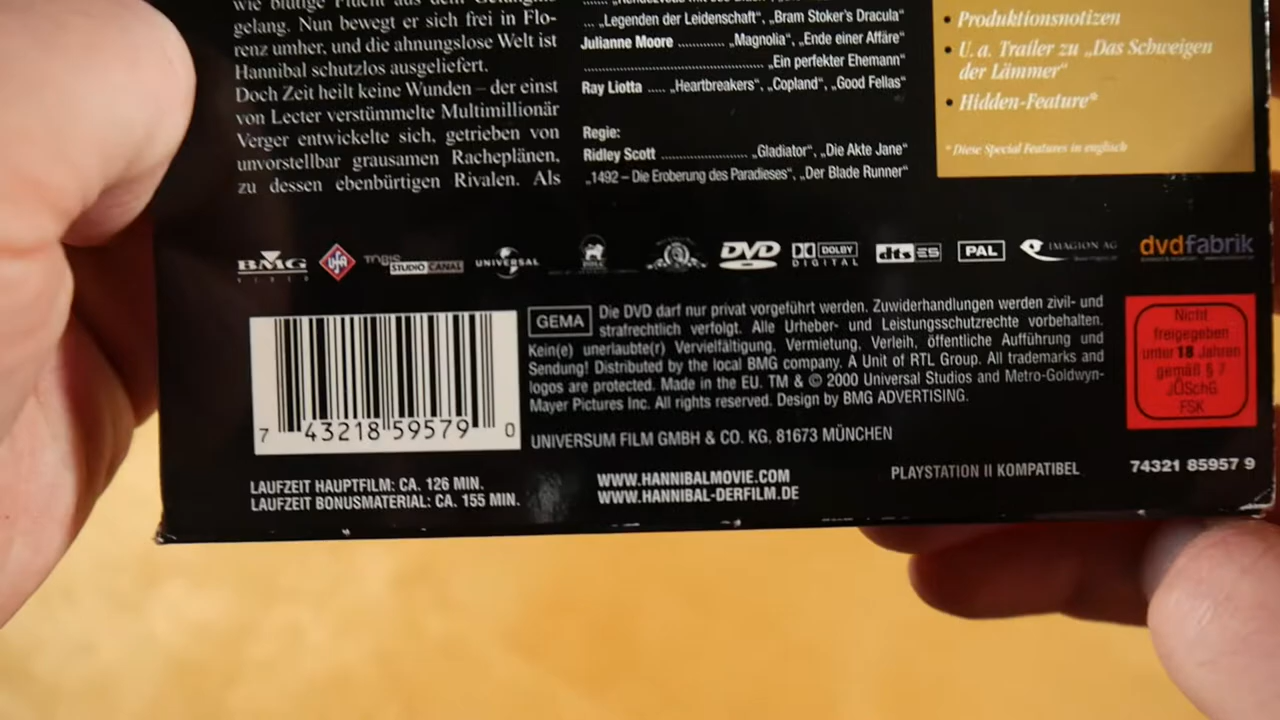 wie blutige Flucht aus dem Gefängnis
gelang. Nun bewegt er sich frei in Flo-
renz umher, und die ahnungslose Welt ist
Hannibal schutzlos ausgeliefert.
Doch Zeit heilt keine Wunden – der einst
von Lecter verstümmelte Multimillionär
Verger entwickelte sich, getrieben von
unvorstellbar grausamen Racheplänen,
zu dessen ebenbürtigen Rivalen. Als
... „Legenden der Leidenschaft“, „Bram Stoker's Dracula“
Julianne Moore ............ „Magnolia“, „Ende einer Affäre“
„Ein perfekter Ehemann“
Ray Liotta ..... „Heartbreakers“, „Copland“, „Good Fellas“
Regie:
Ridley Scott ...................... „Gladiator“, „Die Akte Jane“
„1492 – Die Eroberung des Paradieses“, „Der Blade Runner“
• Produktionsnotizen
• U. a. Trailer zu „Das Schweigen
der Lämmer“
• Hidden-Feature*
* Diese Special Features in englisch
BMG VIDEO
UFA
STUDIO CANAL
UNIVERSAL
DVD
DOLBY DIGITAL
dts ES
PAL
IMAGION AG
dvdfabrik
7 43218 59579 0
GEMA Die DVD darf nur privat vorgeführt werden. Zuwiderhandlungen werden zivil- und
strafrechtlich verfolgt. Alle Urheber- und Leistungsschutzrechte vorbehalten.
Kein(e) unerlaubte(r) Vervielfältigung, Vermietung, Verleih, öffentliche Aufführung und
Sendung! Distributed by the local BMG company. A Unit of RTL Group. All trademarks and
logos are protected. Made in the EU. TM & © 2000 Universal Studios and Metro-Goldwyn-
Mayer Pictures Inc. All rights reserved. Design by BMG ADVERTISING.
UNIVERSUM FILM GMBH & CO. KG, 81673 MÜNCHEN
Nicht
freigegeben
unter 18 Jahren
gemäß § 7
JÖSchG
FSK
LAUFZEIT HAUPTFILM: CA. 126 MIN.
LAUFZEIT BONUSMATERIAL: CA. 155 MIN.
WWW.HANNIBALMOVIE.COM
WWW.HANNIBAL-DERFILM.DE
PLAYSTATION II KOMPATIBEL
74321 85957 9